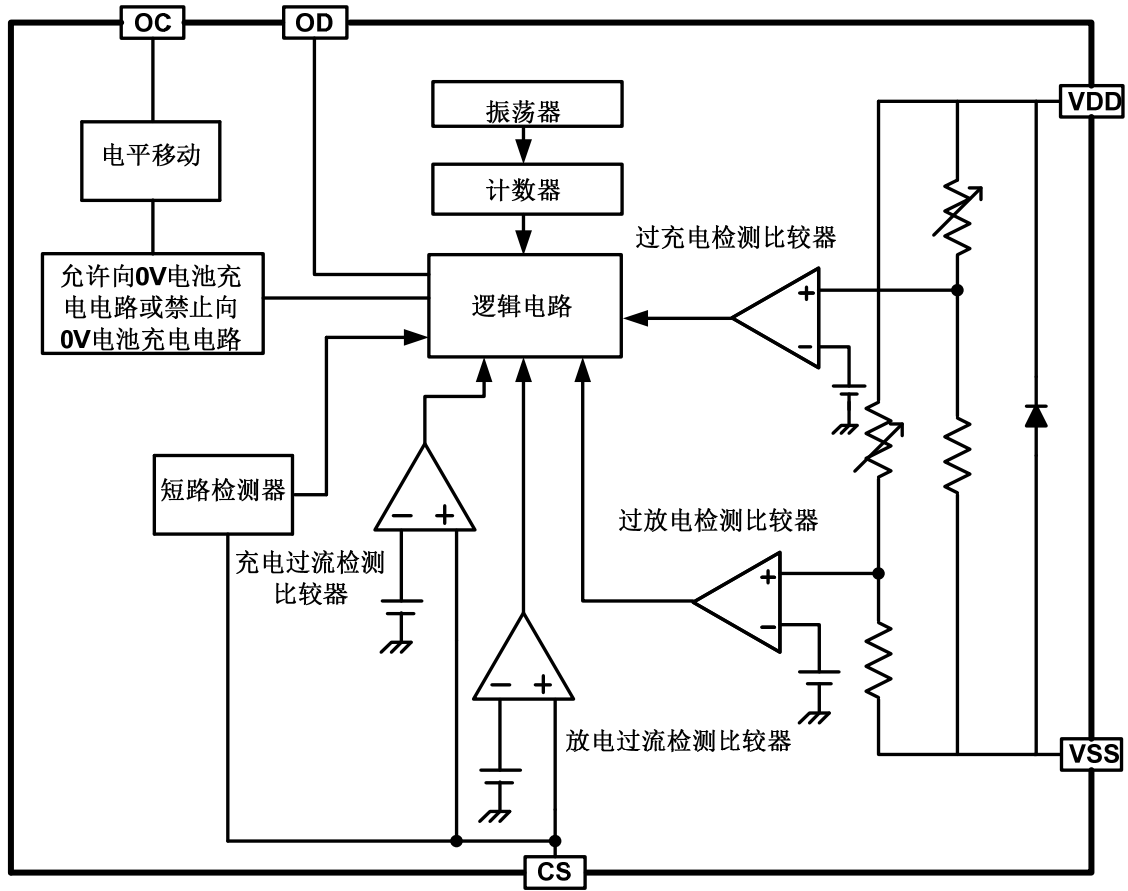 OC
OD
VDD
振荡器
电平移动
计数器
过充电检测比较器
允许向0V电池充
电电路或禁止向
0V电池充电电路
逻辑电路
+
−
短路检测器
− +
过放电检测比较器
充电过流检测
比较器
+
−
− +
放电过流检测比较器
VSS
CS